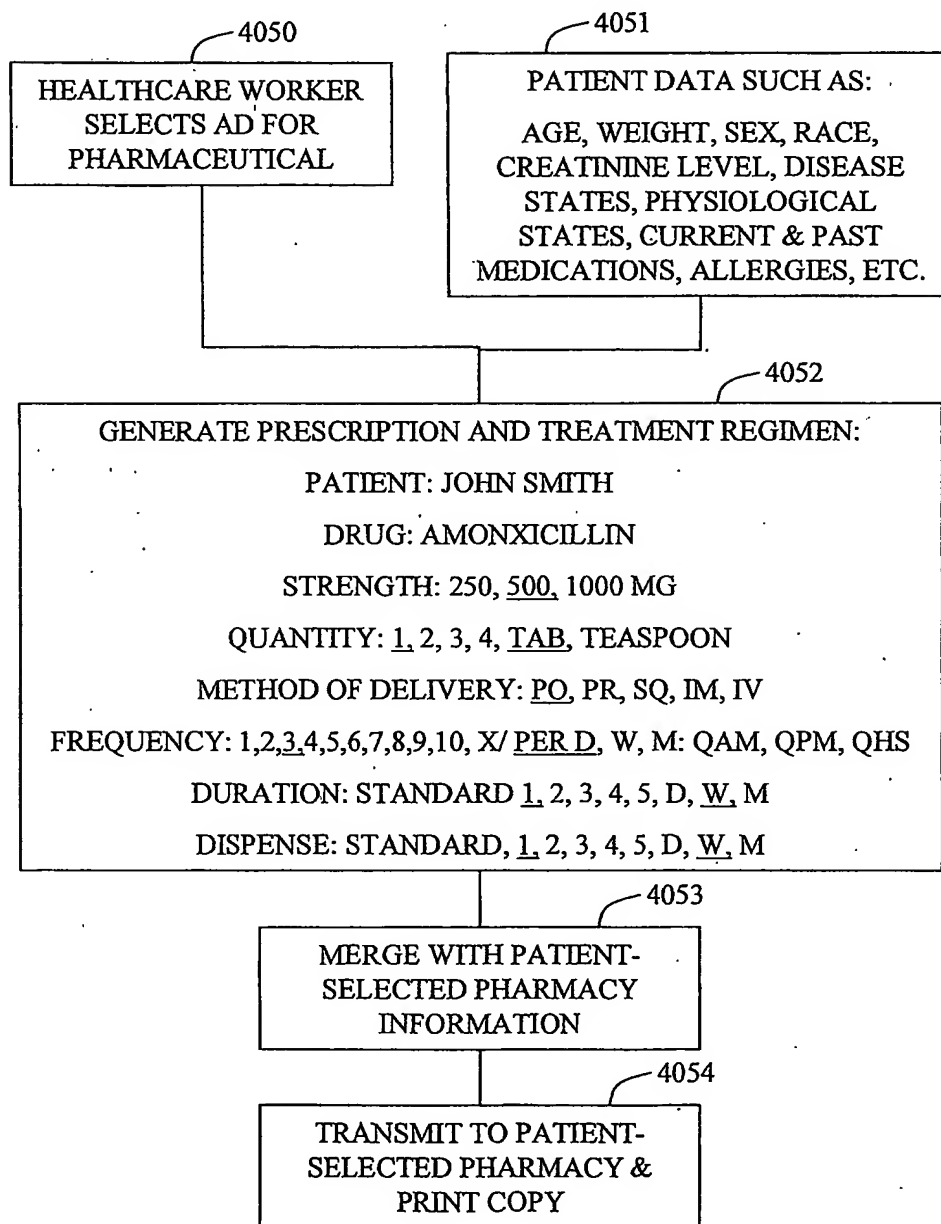 4050
HEALTHCARE WORKER
SELECTS AD FOR
PHARMACEUTICAL
4051
PATIENT DATA SUCH AS:
AGE, WEIGHT, SEX, RACE,
CREATININE LEVEL, DISEASE
STATES, PHYSIOLOGICAL
STATES, CURRENT & PAST
MEDICATIONS, ALLERGIES, ETC.
4052
GENERATE PRESCRIPTION AND TREATMENT REGIMEN:
PATIENT: JOHN SMITH
DRUG: AMONXICILLIN
STRENGTH: 250, 500, 1000 MG
QUANTITY: 1, 2, 3, 4, TAB, TEASPOON
METHOD OF DELIVERY: PO, PR, SQ, IM, IV
FREQUENCY: 1,2,3,4,5,6,7,8,9,10, X/ PER D, W, M: QAM, QPM, QHS
DURATION: STANDARD 1, 2, 3, 4, 5, D, W, M
DISPENSE: STANDARD, 1, 2, 3, 4, 5, D, W, M
4053
MERGE WITH PATIENT-
SELECTED PHARMACY
INFORMATION
4054
TRANSMIT TO PATIENT-
SELECTED PHARMACY &
PRINT COPY